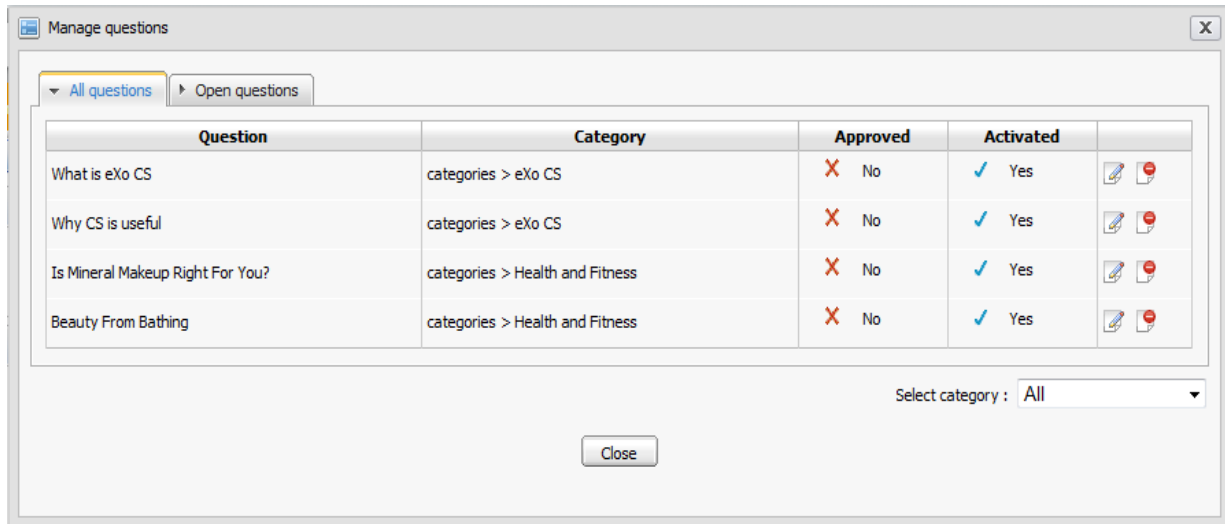 Manage questions
X
All questions Open questions
Question Category Approved Activated
What is eXo CS categories > eXo CS No Yes
Why CS is useful categories > eXo CS No Yes
Is Mineral Makeup Right For You? categories > Health and Fitness No Yes
Beauty From Bathing categories > Health and Fitness No Yes
Select category : All
Close